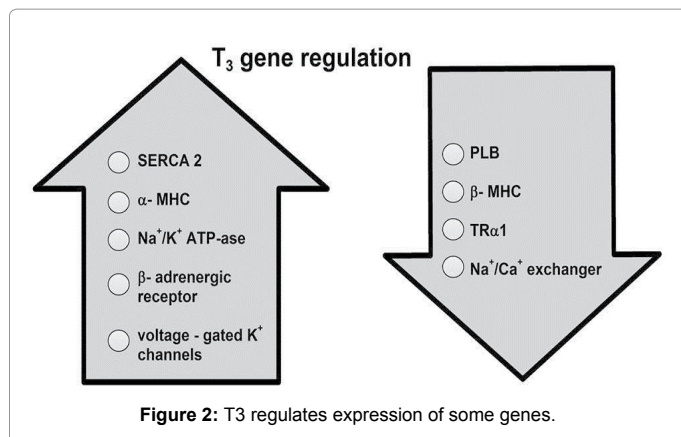 T₃ gene regulation
SERCA 2
α- MHC
Na⁺/K⁺ ATP-ase
β- adrenergic
receptor
voltage - gated K⁺
channels
PLB
β- MHC
TRα1
Na⁺/Ca⁺ exchanger
Figure 2: T3 regulates expression of some genes.